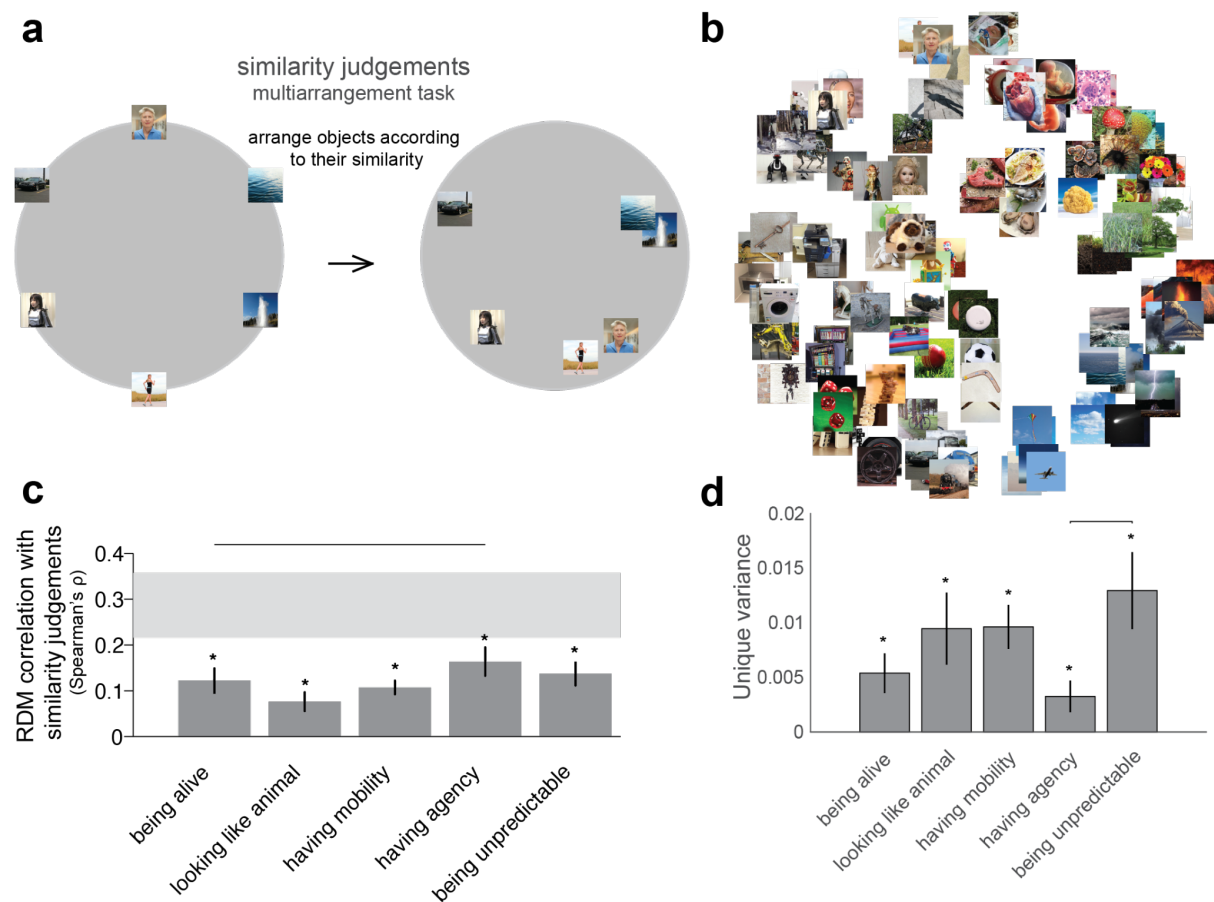 a
similarity judgements
multiarrangement task
arrange objects according
to their similarity
b
c
RDM correlation with
similarity judgements
(Spearman's ρ)
0.4
0.3
0.2
0.1
0
*
*
*
*
*
being alive
looking like animal
having mobility
having agency
being unpredictable
d
Unique variance
0.02
0.015
0.01
0.005
0
*
*
*
*
*
being alive
looking like animal
having mobility
having agency
being unpredictable